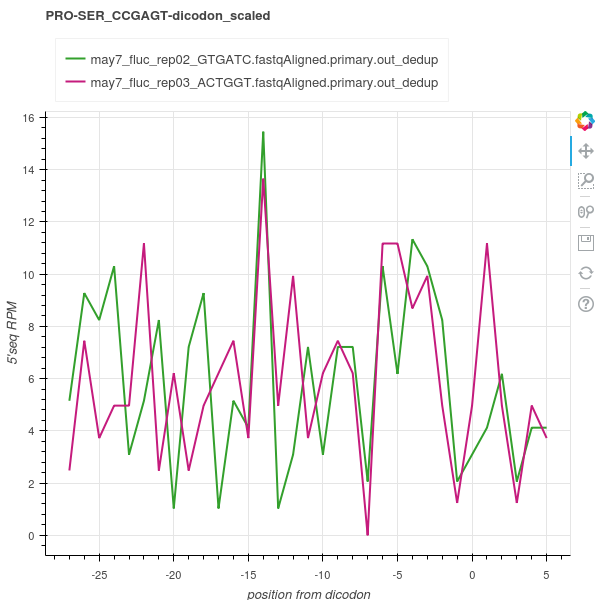 PRO-SER_CCGAGT-dicodon_scaled
may7_fluc_rep02_GTGATC.fastqAligned.primary.out_dedup
may7_fluc_rep03_ACTGGT.fastqAligned.primary.out_dedup
16
14
12
10
8
6
4
2
0
5'seq RPM
-25 -20 -15 -10 -5 0 5
position from dicodon